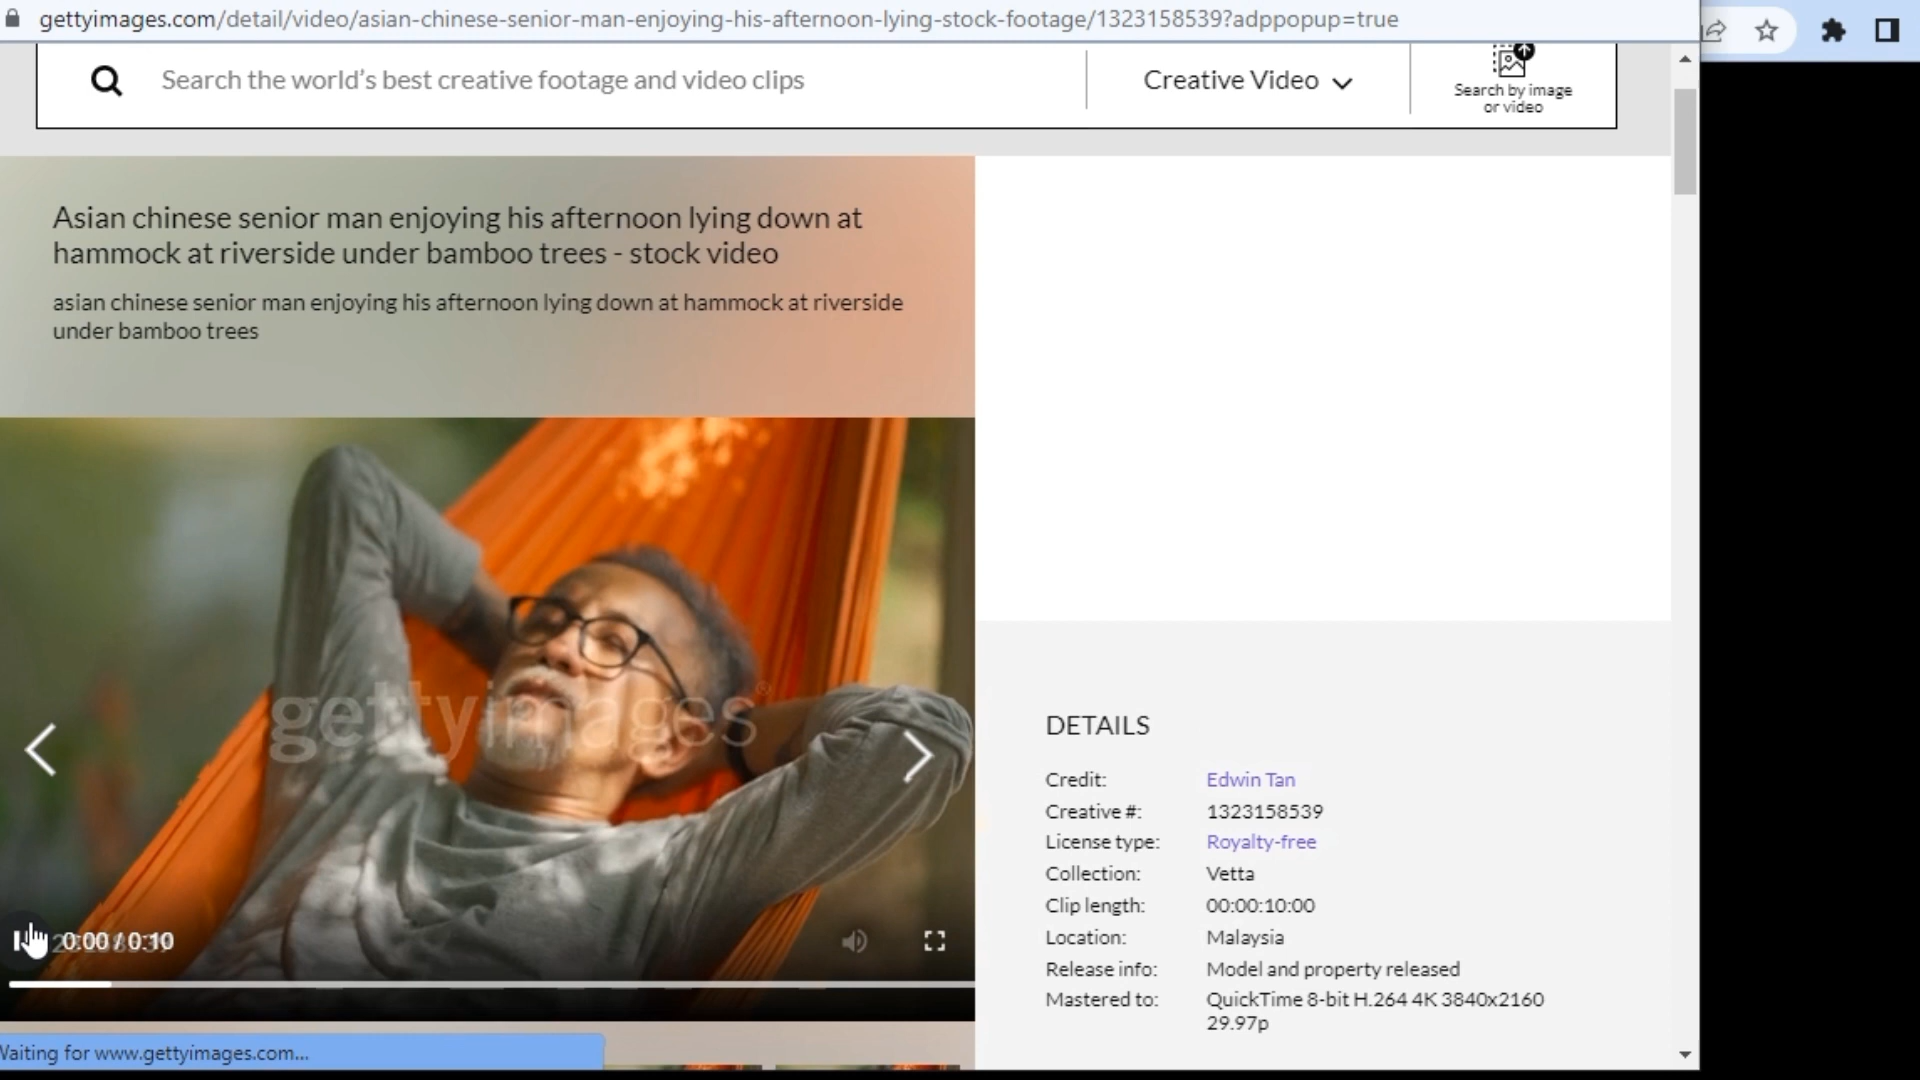 gettyimages.com/detail/video/asian-chinese-senior-man-enjoying-his-afternoon-lying-stock-footage/1323158539?adppopup=true
Search the world's best creative footage and video clips
Creative Video
Search by image
or video
Asian chinese senior man enjoying his afternoon lying down at
hammock at riverside under bamboo trees - stock video
asian chinese senior man enjoying his afternoon lying down at hammock at riverside
under bamboo trees
gettyimages
0:00 / 0:10
DETAILS
Credit: Edwin Tan
Creative #: 1323158539
License type: Royalty-free
Collection: Vetta
Clip length: 00:00:10:00
Location: Malaysia
Release info: Model and property released
Mastered to: QuickTime 8-bit H.264 4K 3840x2160
29.97p
Waiting for www.gettyimages.com...